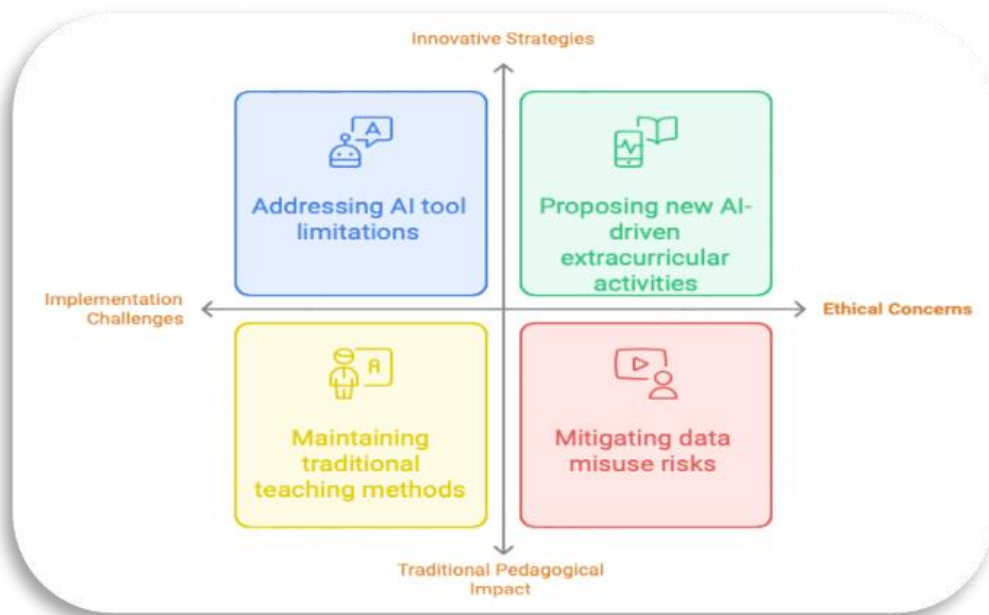 Innovative Strategies
A
Addressing AI tool
limitations
Proposing new AI-
driven
extracurricular
activities
Implementation
Challenges
Ethical Concerns
A
Maintaining
traditional
teaching methods
Mitigating data
misuse risks
Traditional Pedagogical
Impact